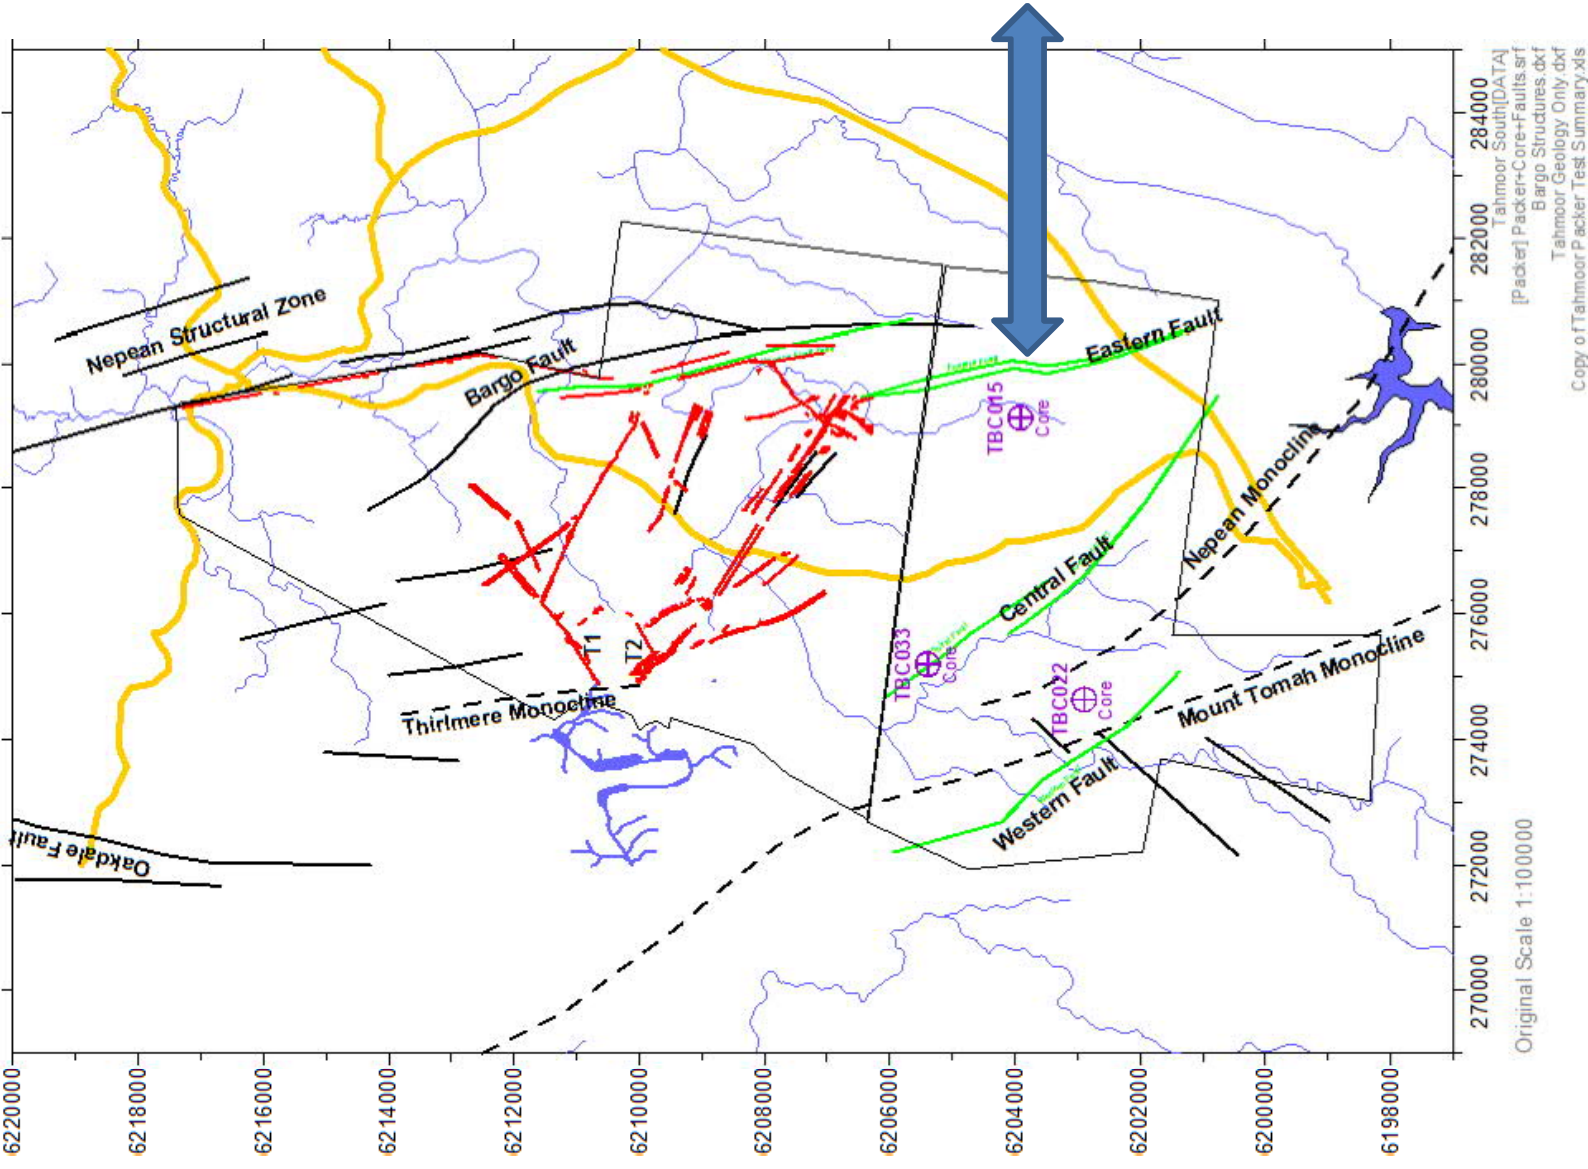 Nepean Structural Zone
Bargo Fault
Eastern Fault
TBC015
Core
Nepean Monocline
Central Fault
TBC033
Core
T1
T2
TBC022
Core
Thirlmere Monocline
Mount Tomah Monocline
Western Fault
Oakdale Fault
284000
282000
280000
278000
276000
274000
272000
270000
6220000
6218000
6216000
6214000
6212000
6210000
6208000
6206000
6204000
6202000
6200000
6198000
Tahmoor South[DATA]
[Packer] Packer+Core+Faults.srf
Bargo Structures.dxf
Tahmoor Geology Only.dxf
Copy of Tahmoor Packer Test Summary.xls
Original Scale 1:100000